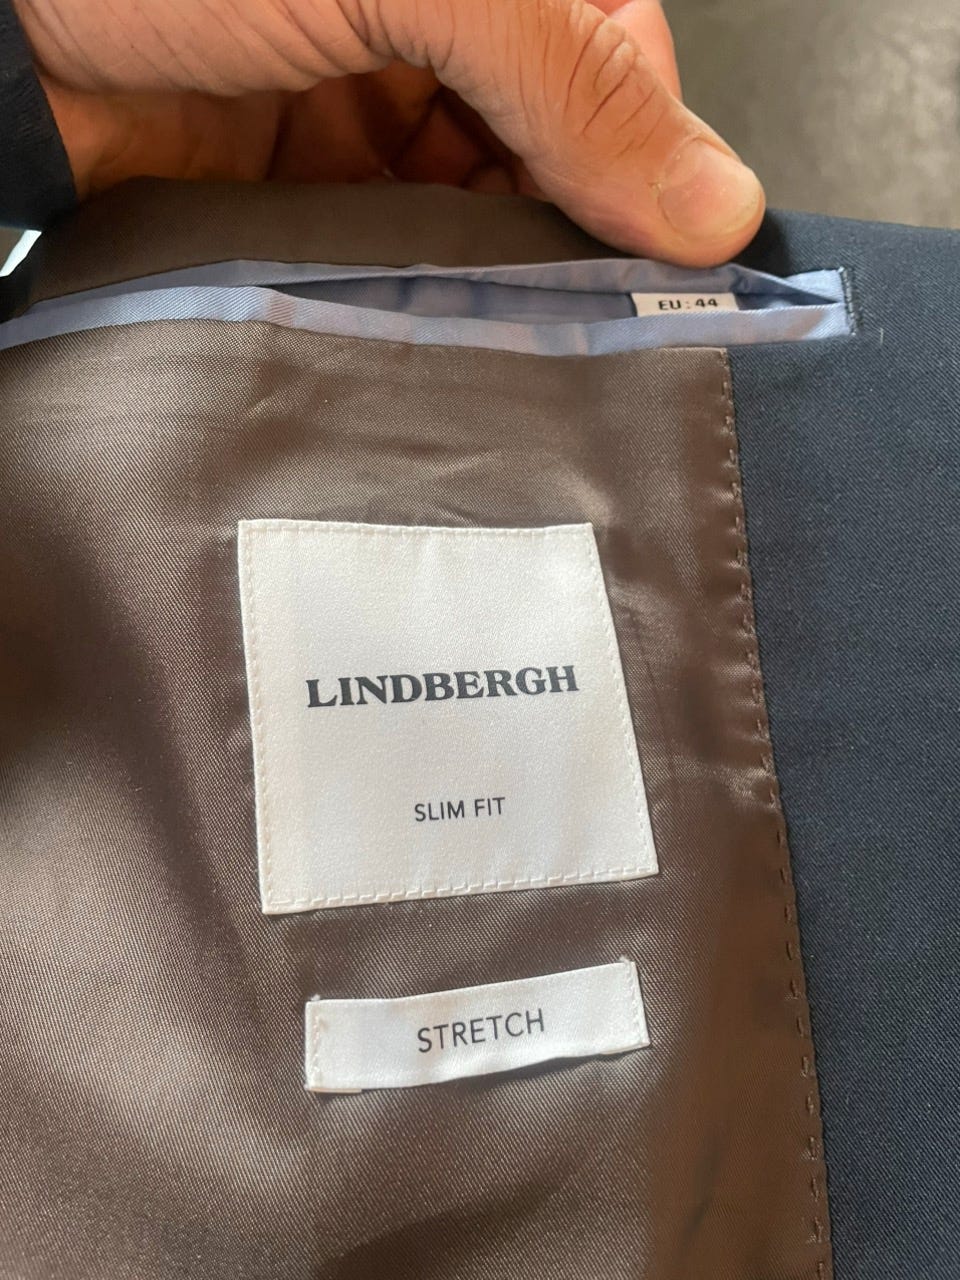 EU: 44
LINDBERGH
SLIM FIT
STRETCH